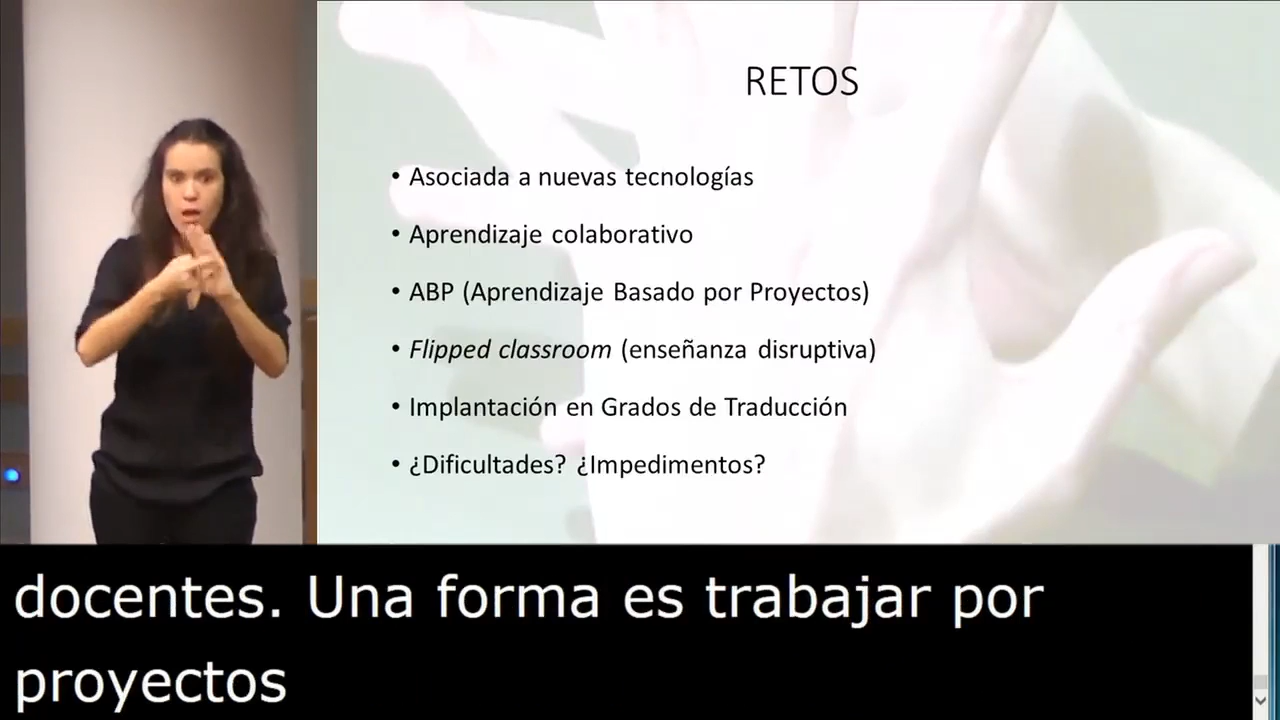 RETOS
• Asociada a nuevas tecnologías
• Aprendizaje colaborativo
• ABP (Aprendizaje Basado por Proyectos)
• Flipped classroom (enseñanza disruptiva)
• Implantación en Grados de Traducción
• ¿Dificultades? ¿Impedimentos?
docentes. Una forma es trabajar por
proyectos